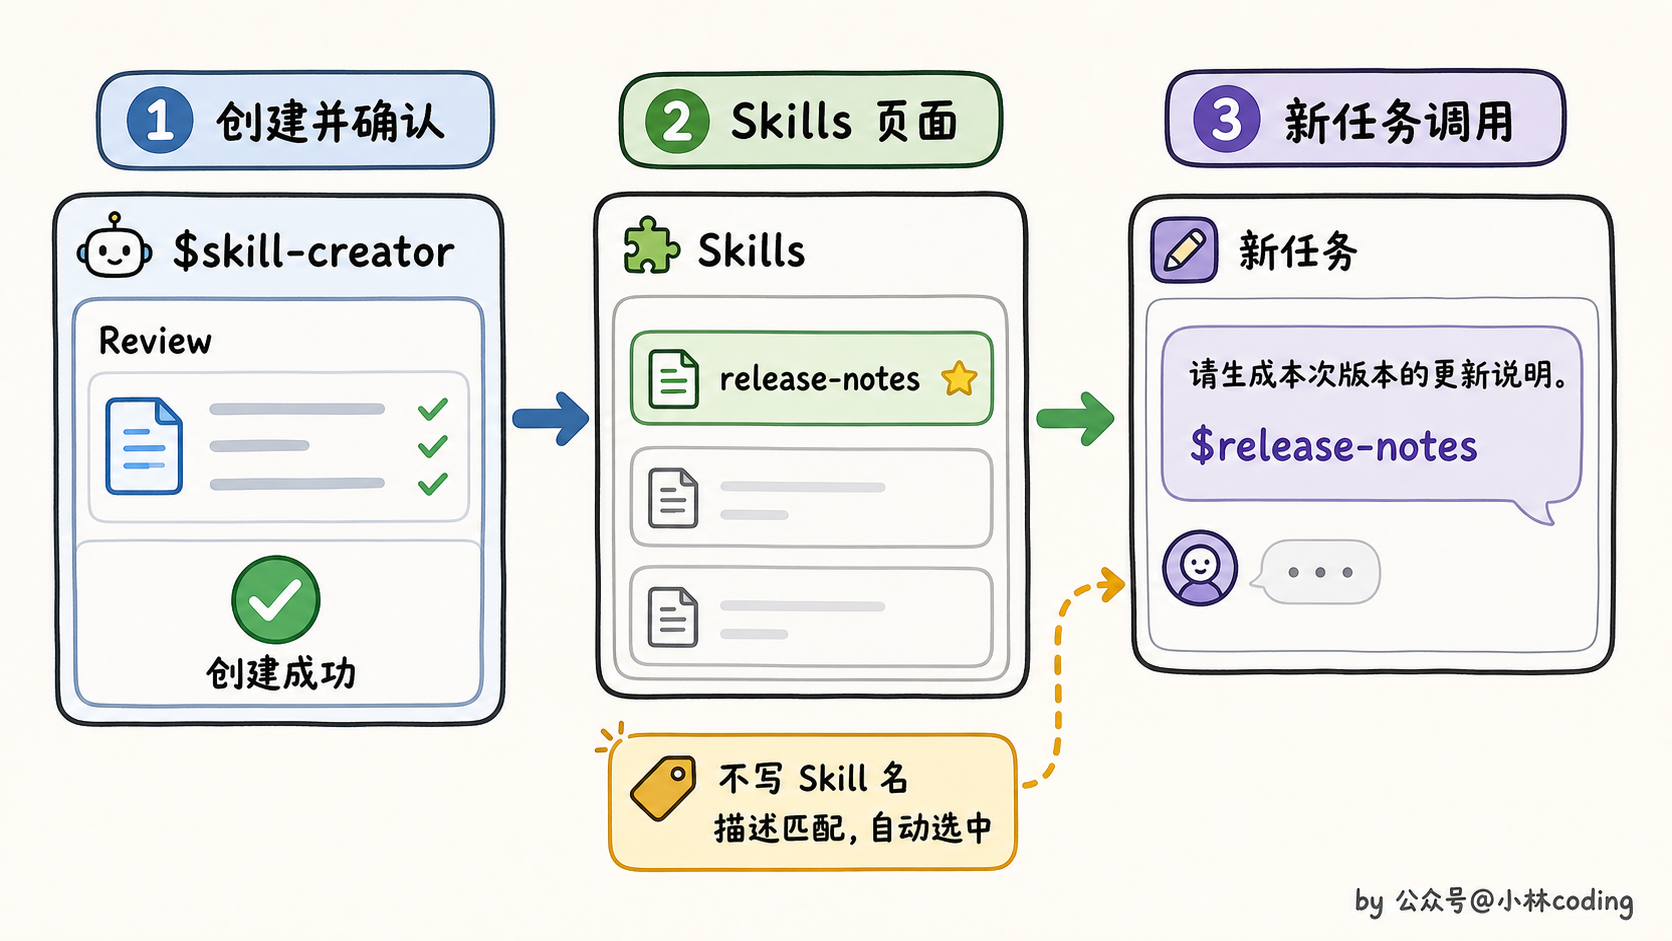 1 创建并确认
$skill-creator
Review
创建成功
2 Skills 页面
Skills
release-notes
不写 Skill 名
描述匹配, 自动选中
3 新任务调用
新任务
请生成本次版本的更新说明。
$release-notes
by 公众号@小林coding